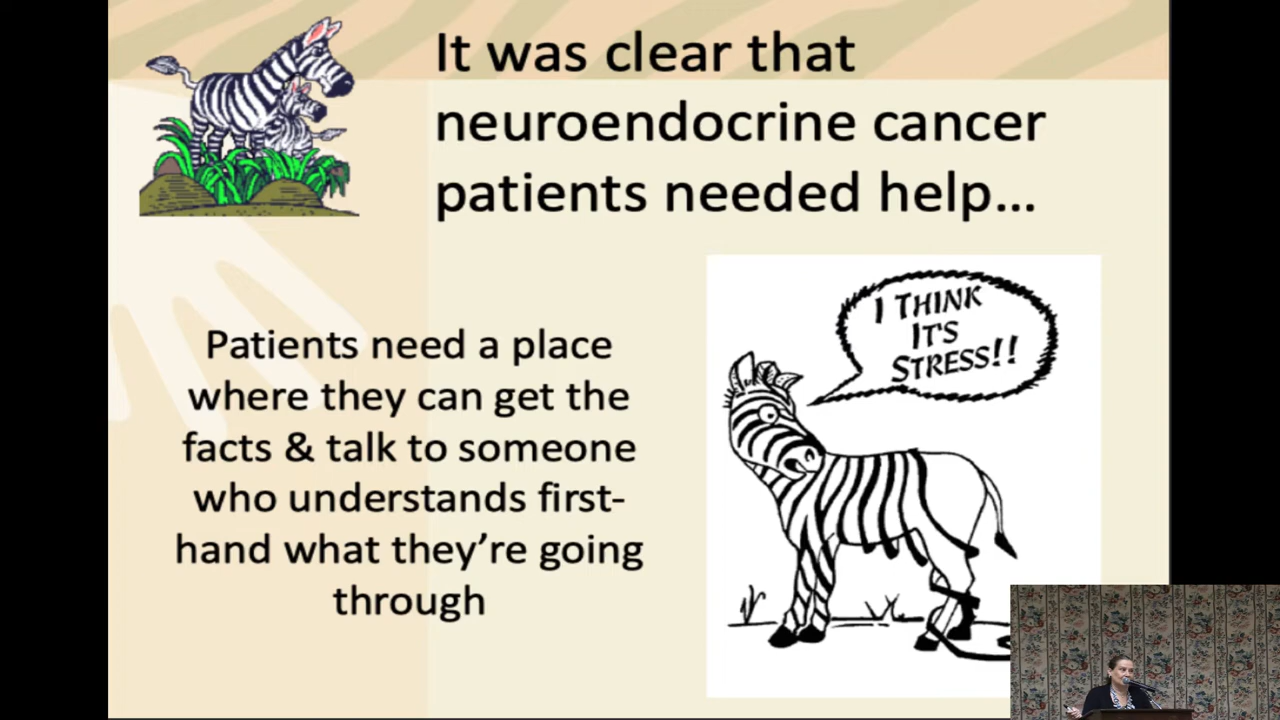 It was clear that
neuroendocrine cancer
patients needed help...
Patients need a place
where they can get the
facts & talk to someone
who understands first-
hand what they're going
through
I THINK
IT'S
STRESS!!